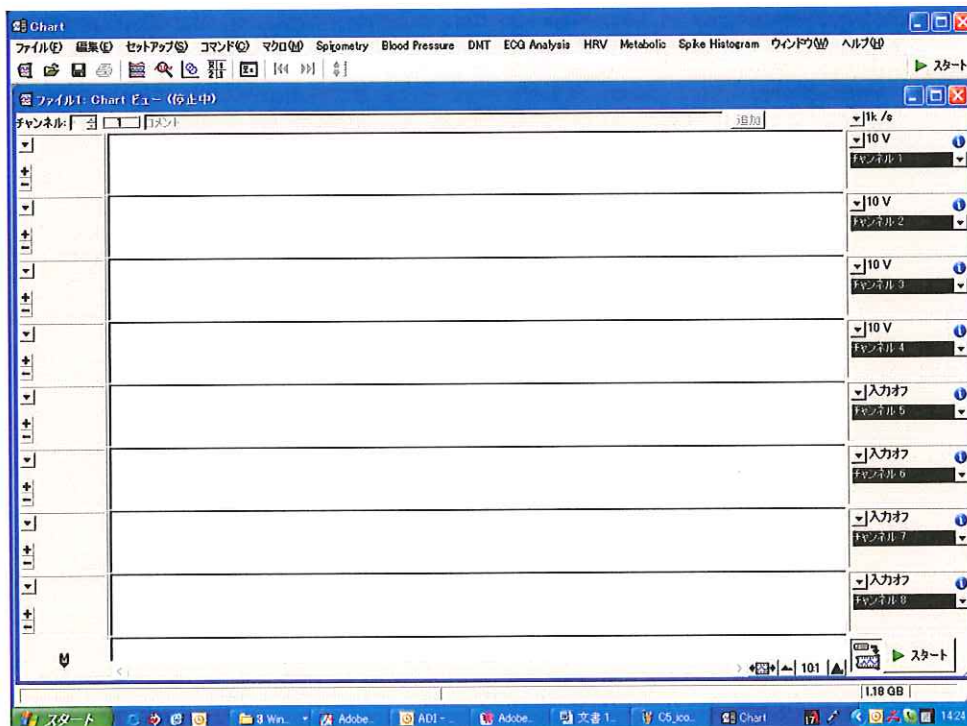 Chart
ファイル(F) 編集(E) セットアップ(S) コマンド(C) マクロ(M) Spirometry Blood Pressure DMT ECG Analysis HRV Metabolic Spike Histogram ウィンドウ(W) ヘルプ(H)
スタート
ファイル1: Chart ビュー (停止中)
チャンネル: 1 コメント 追加 1k /s
10 V
チャンネル 1
10 V
チャンネル 2
10 V
チャンネル 3
10 V
チャンネル 4
入力オフ
チャンネル 5
入力オフ
チャンネル 6
入力オフ
チャンネル 7
入力オフ
チャンネル 8
M 10:1 スタート
1.18 GB
スタート 3 Win... Adobe... ADI - ... Adobe... 文書 1... C5_ico... Chart 14:24